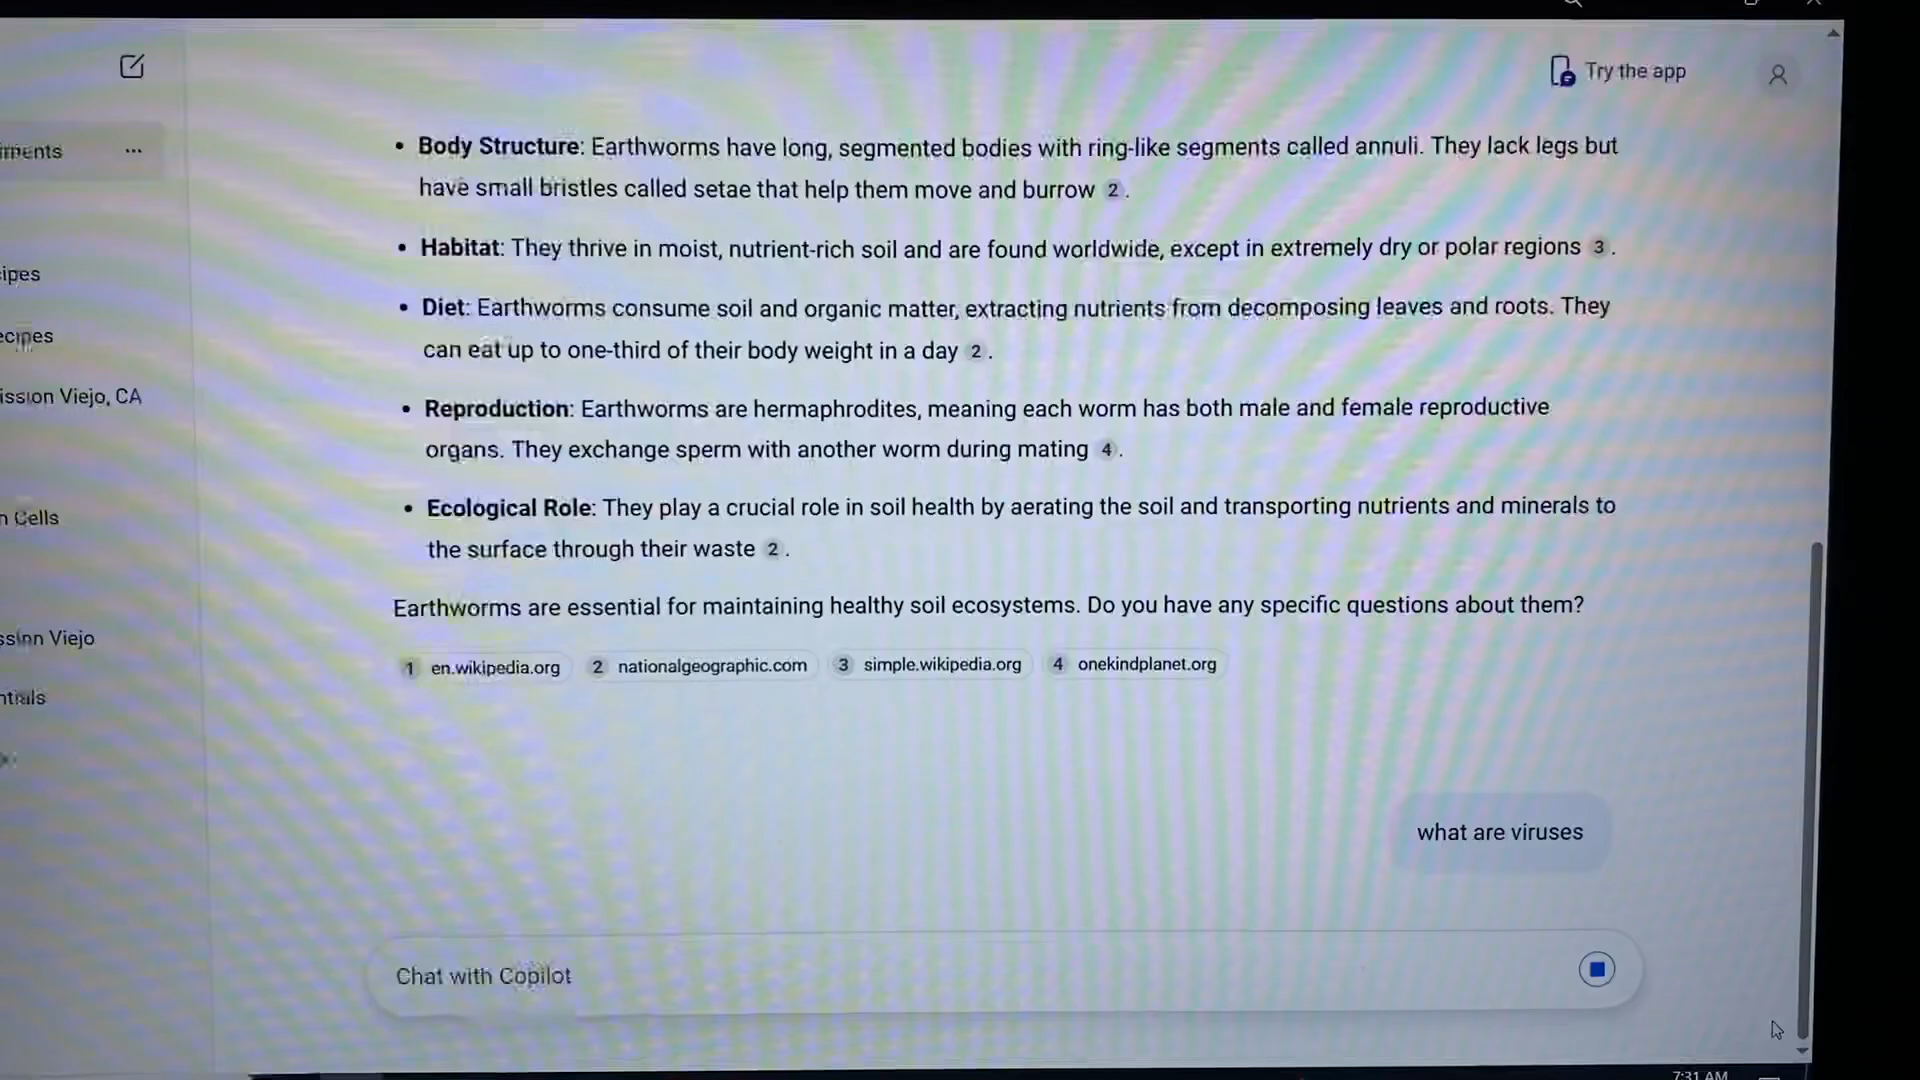 Try the app
• Body Structure: Earthworms have long, segmented bodies with ring-like segments called annuli. They lack legs but
have small bristles called setae that help them move and burrow 2 .
• Habitat: They thrive in moist, nutrient-rich soil and are found worldwide, except in extremely dry or polar regions 3 .
• Diet: Earthworms consume soil and organic matter, extracting nutrients from decomposing leaves and roots. They
can eat up to one-third of their body weight in a day 2 .
• Reproduction: Earthworms are hermaphrodites, meaning each worm has both male and female reproductive
organs. They exchange sperm with another worm during mating 4 .
• Ecological Role: They play a crucial role in soil health by aerating the soil and transporting nutrients and minerals to
the surface through their waste 2 .
Earthworms are essential for maintaining healthy soil ecosystems. Do you have any specific questions about them?
1 en.wikipedia.org 2 nationalgeographic.com 3 simple.wikipedia.org 4 onekindplanet.org
what are viruses
Chat with Copilot
ments ...
ipes
ecipes
ission Viejo, CA
n Cells
Viejo
ntials
7:31 AM